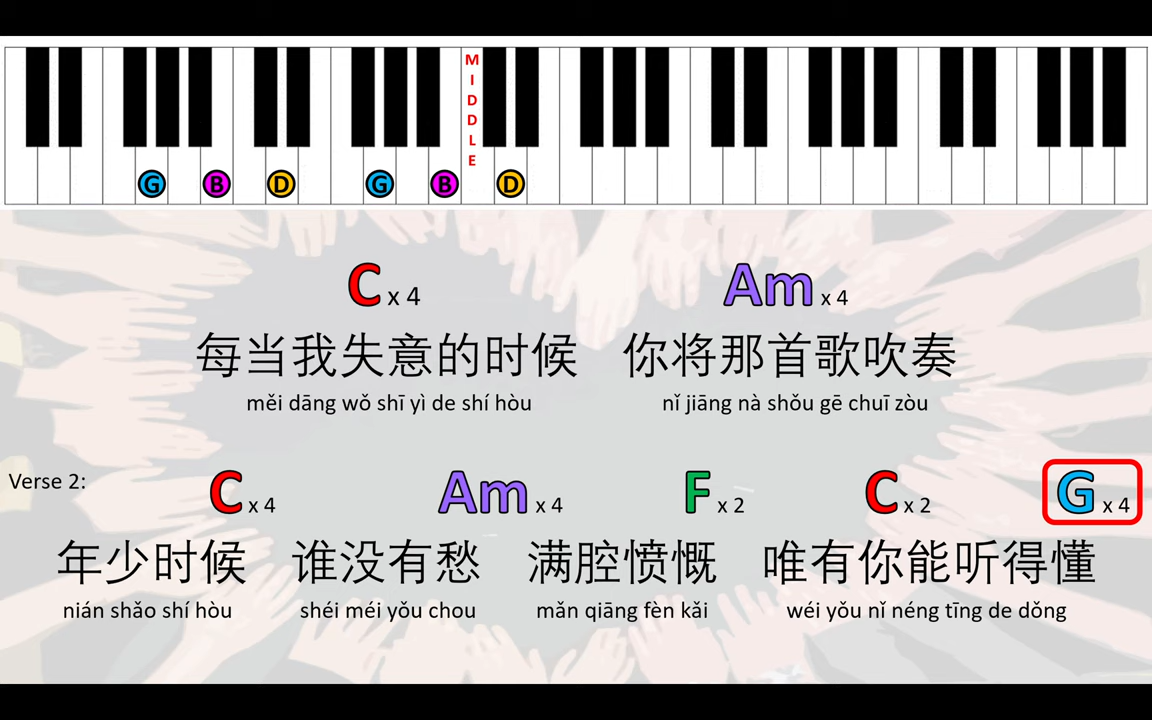 MIDDLE
G B D G B D
C x 4 Am x 4
每当我失意的时候 你将那首歌吹奏
měi dāng wǒ shī yì de shí hòu nǐ jiāng nà shǒu gē chuī zòu
Verse 2: C x 4 Am x 4 F x 2 C x 2 G x 4
年少时候 谁没有愁 满腔愤慨 唯有你能听得懂
nián shǎo shí hòu shéi méi yǒu chou mǎn qiāng fèn kǎi wéi yǒu nǐ néng tīng de dǒng